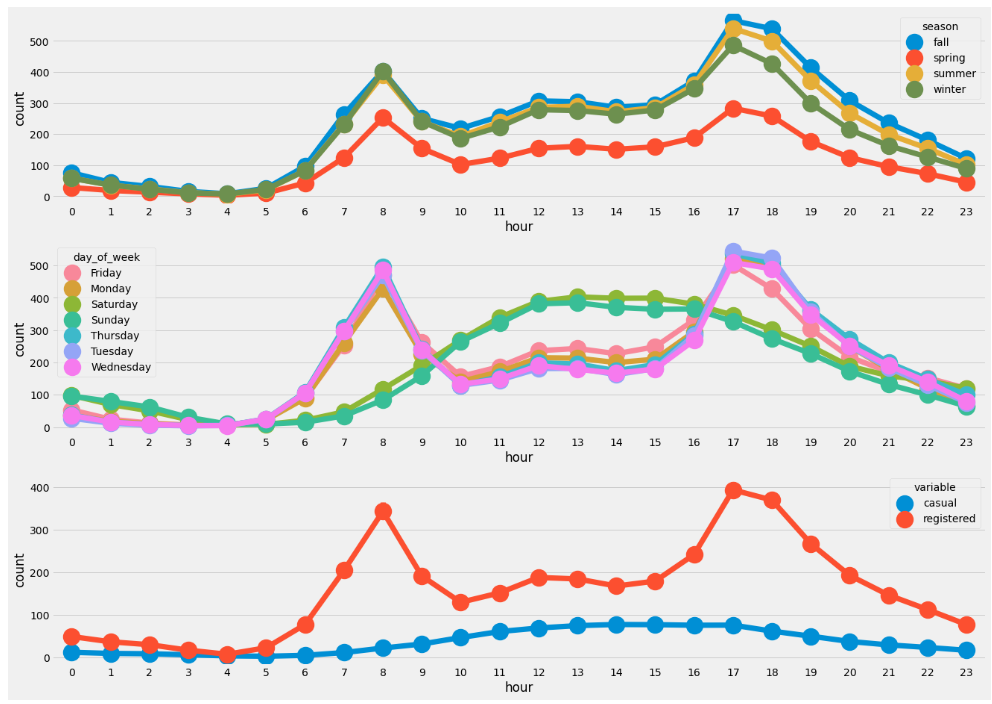 season
fall
spring
summer
winter
500
400
300
200
100
0
count
0 1 2 3 4 5 6 7 8 9 10 11 12 13 14 15 16 17 18 19 20 21 22 23
hour
day_of_week
Friday
Monday
Saturday
Sunday
Thursday
Tuesday
Wednesday
500
400
300
200
100
0
count
0 1 2 3 4 5 6 7 8 9 10 11 12 13 14 15 16 17 18 19 20 21 22 23
hour
variable
casual
registered
400
300
200
100
0
count
0 1 2 3 4 5 6 7 8 9 10 11 12 13 14 15 16 17 18 19 20 21 22 23
hour